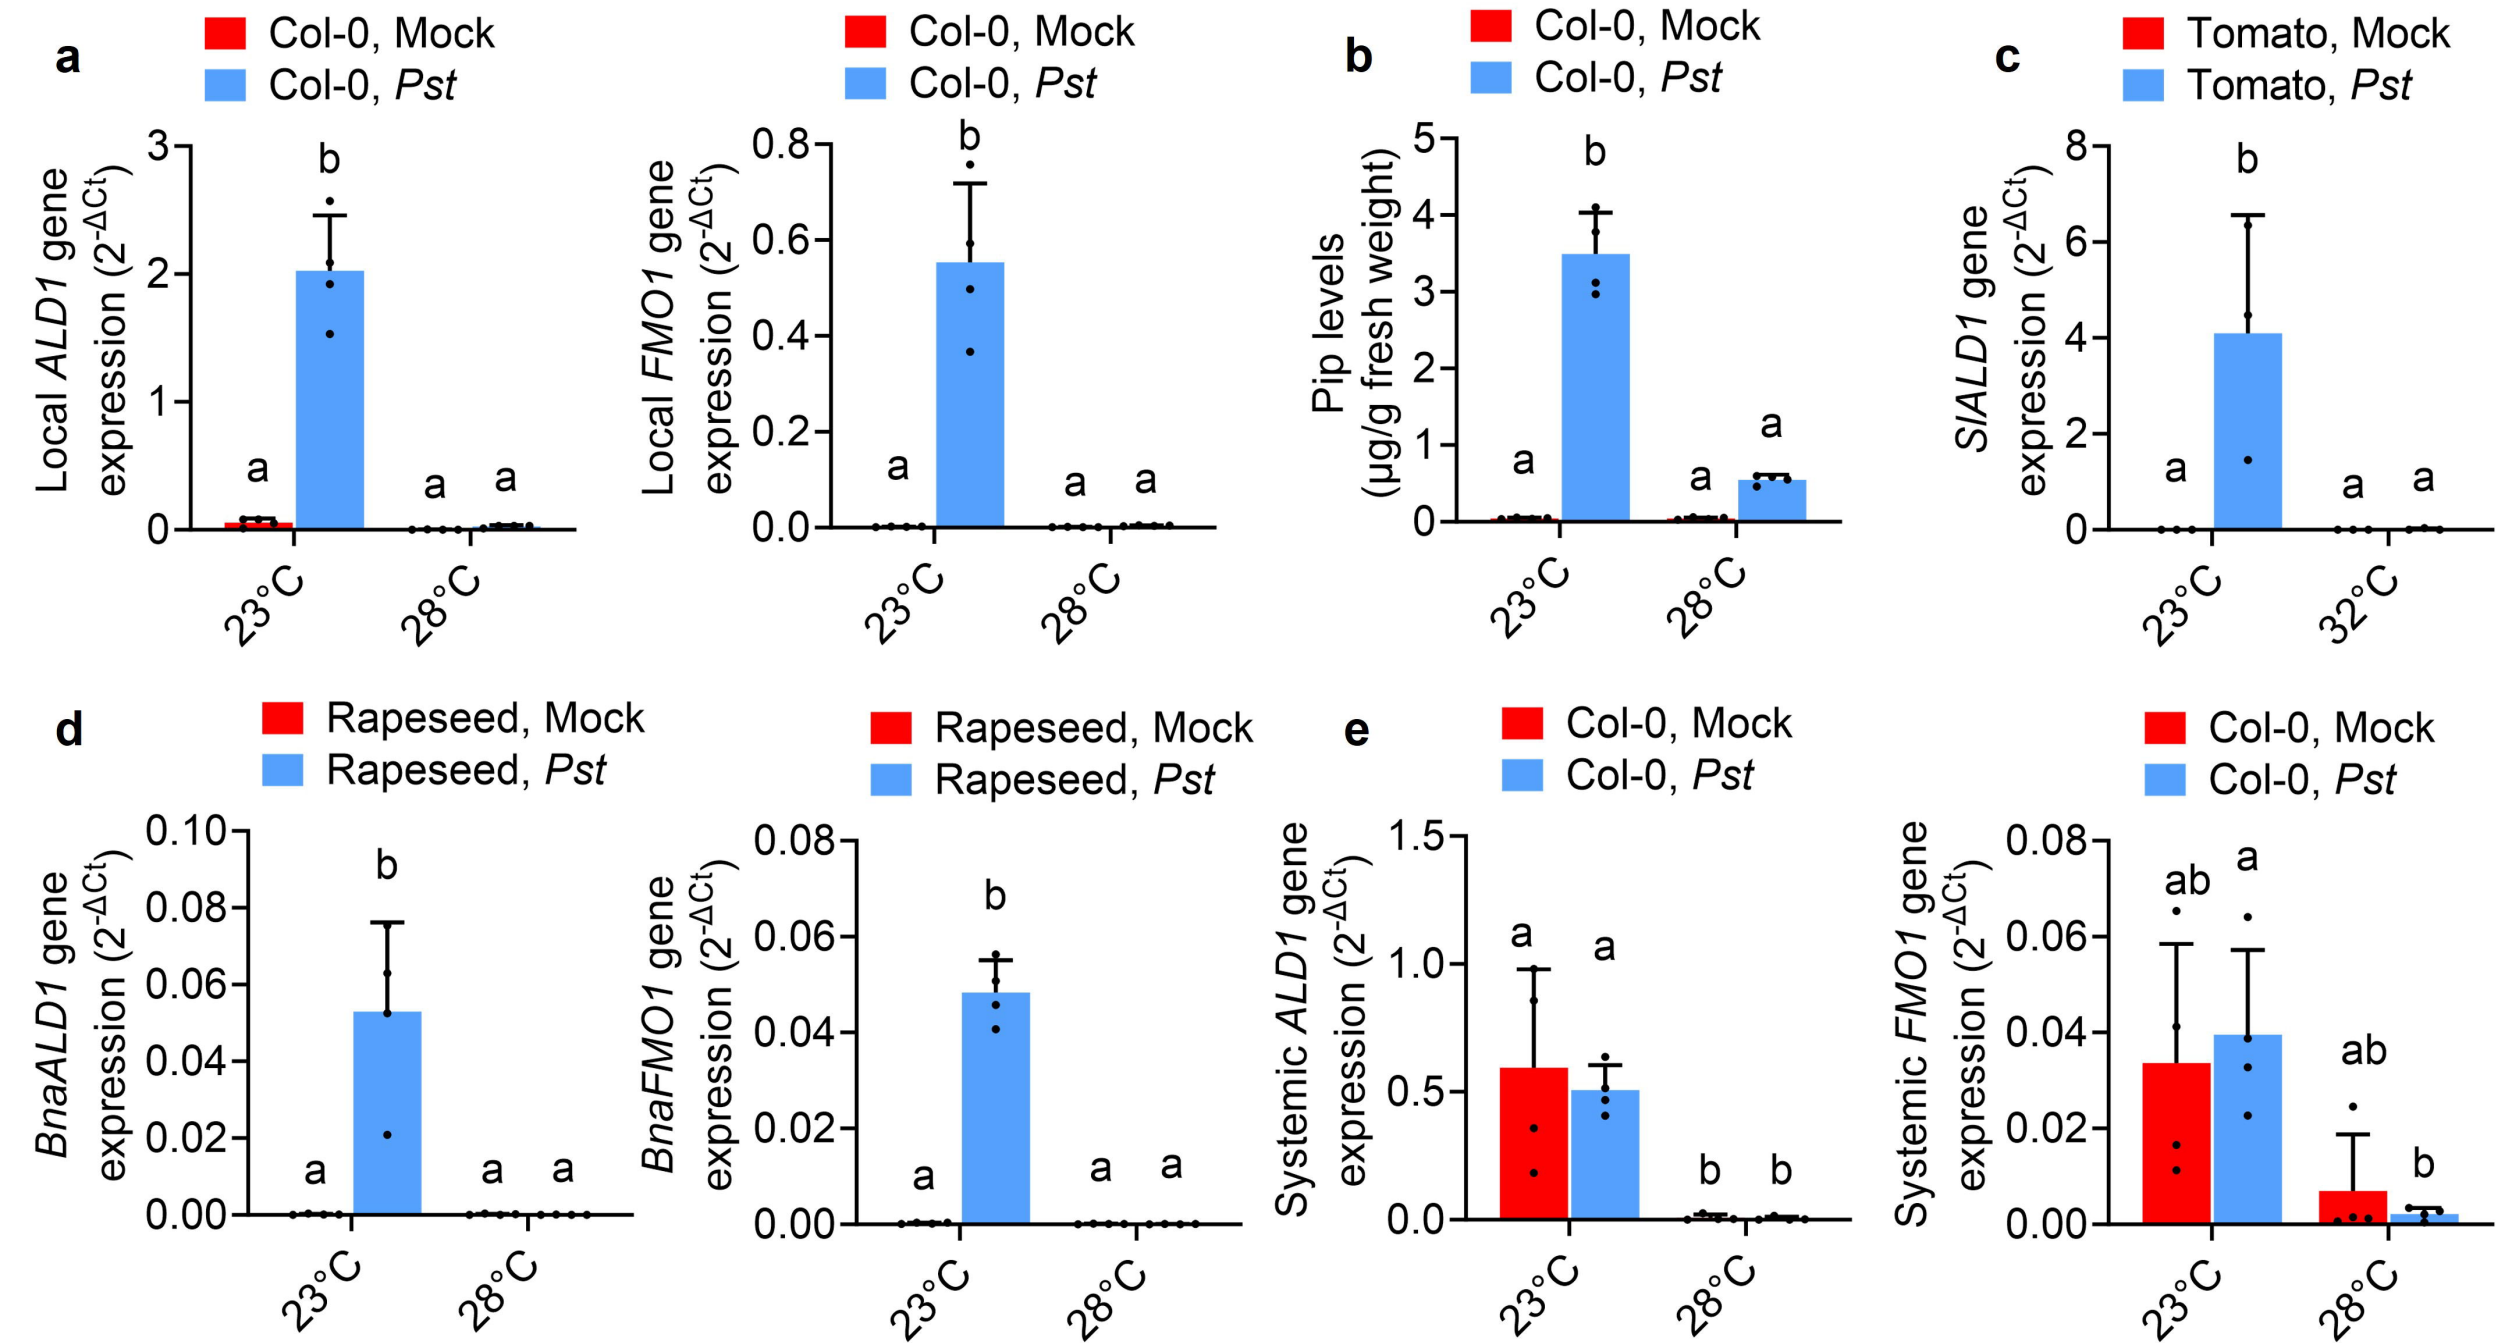 a
Col-0, Mock
Col-0, Pst
Local ALD1 gene
expression (2-ΔCt)
3
2
1
0
b
a
a
a
23°C
28°C
Col-0, Mock
Col-0, Pst
Local FMO1 gene
expression (2-ΔCt)
0.8
0.6
0.4
0.2
0.0
b
a
a
a
23°C
28°C
b
Col-0, Mock
Col-0, Pst
Pip levels
(µg/g fresh weight)
5
4
3
2
1
0
b
a
a
a
23°C
28°C
c
Tomato, Mock
Tomato, Pst
SlALD1 gene
expression (2-ΔCt)
8
6
4
2
0
b
a
a
a
23°C
32°C
d
Rapeseed, Mock
Rapeseed, Pst
BnaALD1 gene
expression (2-ΔCt)
0.10
0.08
0.06
0.04
0.02
0.00
b
a
a
a
23°C
28°C
Rapeseed, Mock
Rapeseed, Pst
BnaFMO1 gene
expression (2-ΔCt)
0.08
0.06
0.04
0.02
0.00
b
a
a
a
23°C
28°C
e
Col-0, Mock
Col-0, Pst
Systemic ALD1 gene
expression (2-ΔCt)
1.5
1.0
0.5
0.0
a
a
b
b
23°C
28°C
Col-0, Mock
Col-0, Pst
Systemic FMO1 gene
expression (2-ΔCt)
0.08
0.06
0.04
0.02
0.00
ab
a
ab
b
23°C
28°C